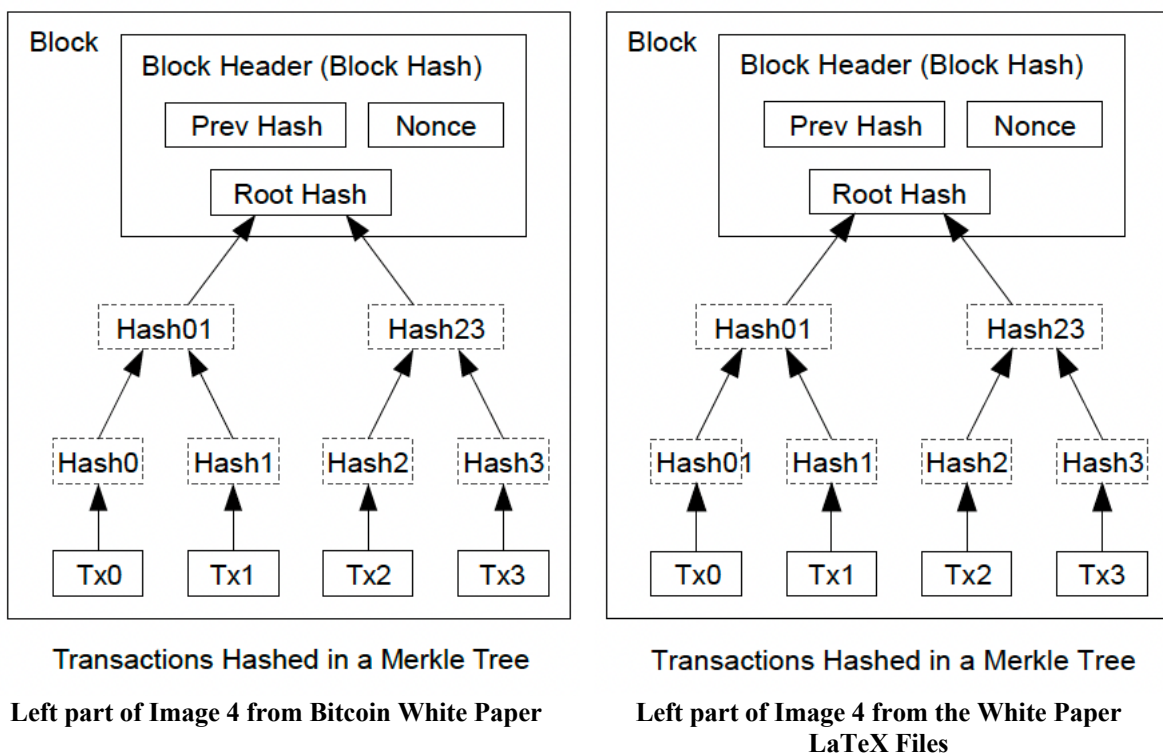 Block
Block Header (Block Hash)
Prev Hash
Nonce
Root Hash
Hash01
Hash23
Hash0
Hash1
Hash2
Hash3
Tx0
Tx1
Tx2
Tx3
Transactions Hashed in a Merkle Tree
Left part of Image 4 from Bitcoin White Paper
Block
Block Header (Block Hash)
Prev Hash
Nonce
Root Hash
Hash01
Hash23
Hash01
Hash1
Hash2
Hash3
Tx0
Tx1
Tx2
Tx3
Transactions Hashed in a Merkle Tree
Left part of Image 4 from the White Paper
LaTeX Files